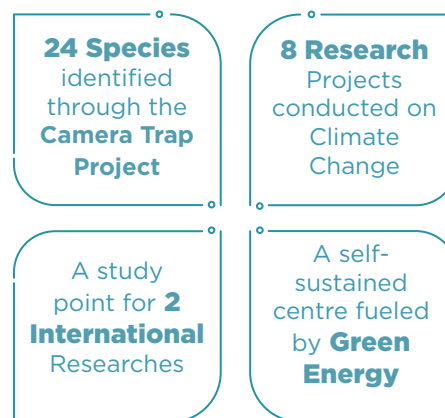 24 Species
identified
through the
Camera Trap
Project
8 Research
Projects
conducted on
Climate
Change
A study
point for 2
International
Researches
A self-
sustained
centre fueled
by Green
Energy